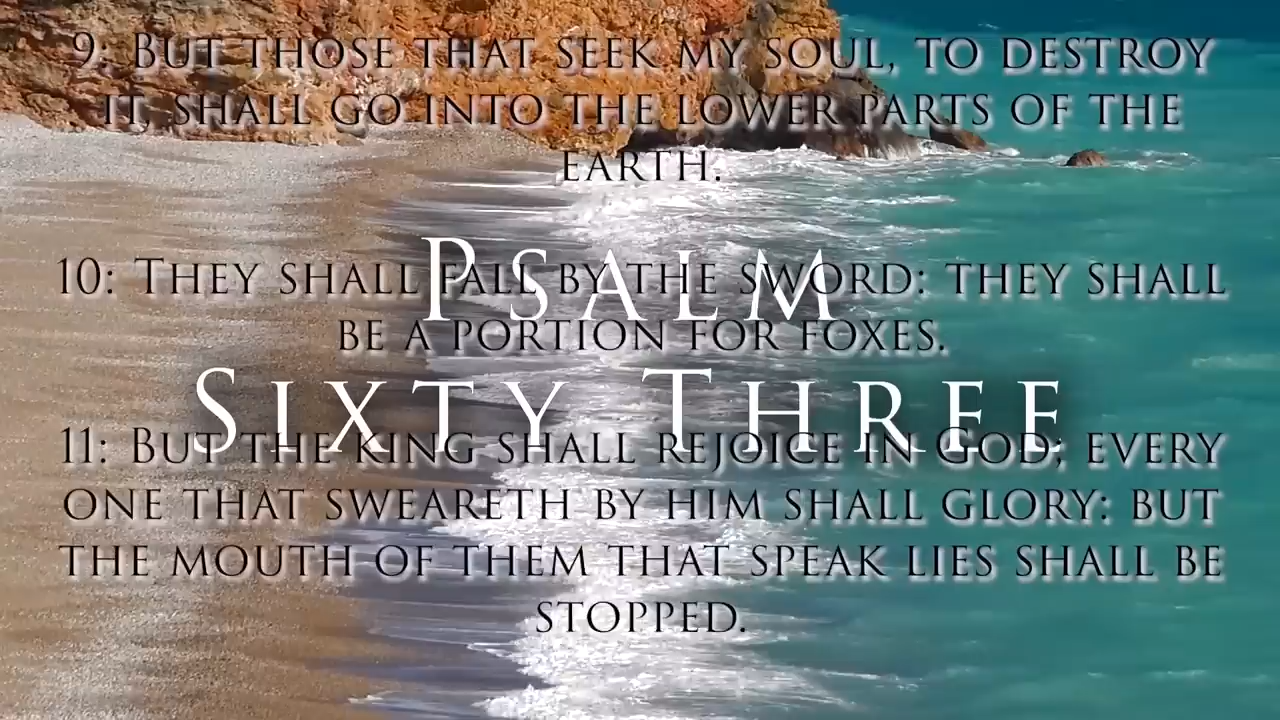 9: But those that seek my soul, to destroy
it, shall go into the lower parts of the
earth.
Psalm
10: They shall fall by the sword: they shall
be a portion for foxes.
Sixty Three
11: But the king shall rejoice in God; every
one that sweareth by him shall glory: but
the mouth of them that speak lies shall be
stopped.